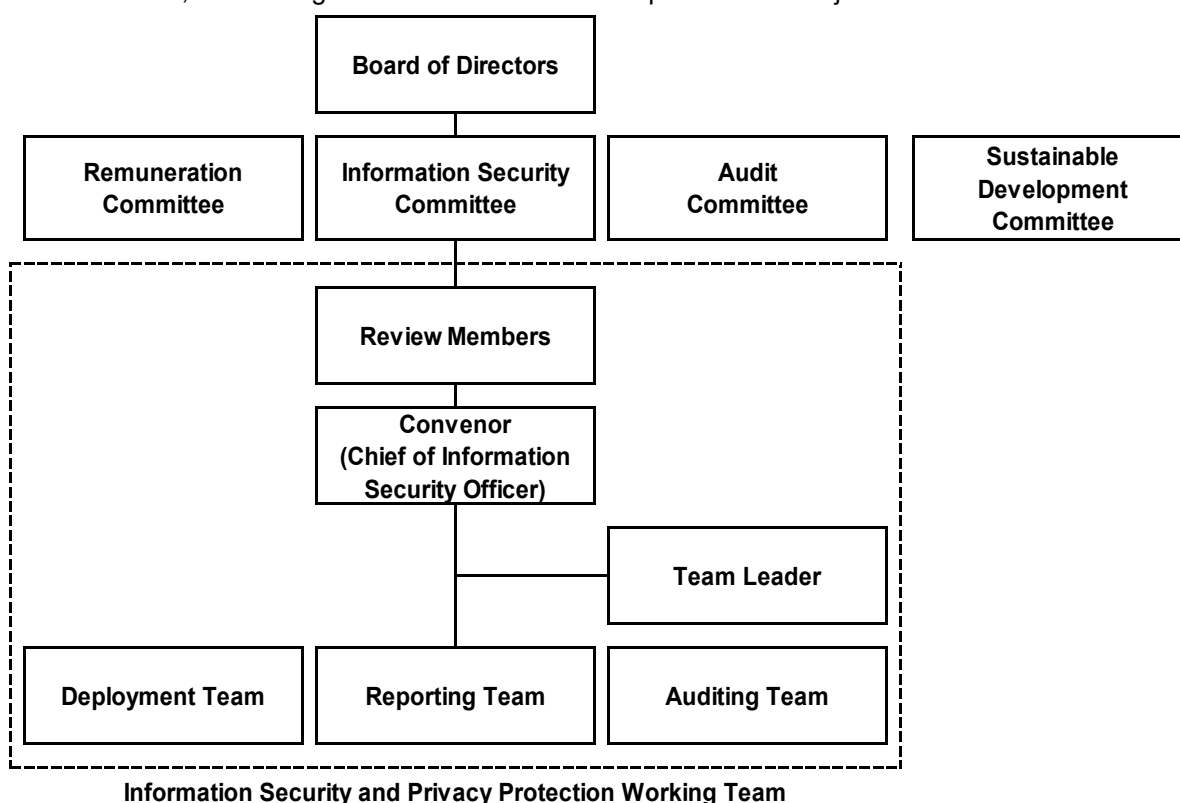 Board of Directors
Remuneration
Committee
Information Security
Committee
Audit
Committee
Sustainable
Development
Committee
Review Members
Convenor
(Chief of Information
Security Officer)
Team Leader
Deployment Team
Reporting Team
Auditing Team
Information Security and Privacy Protection Working Team